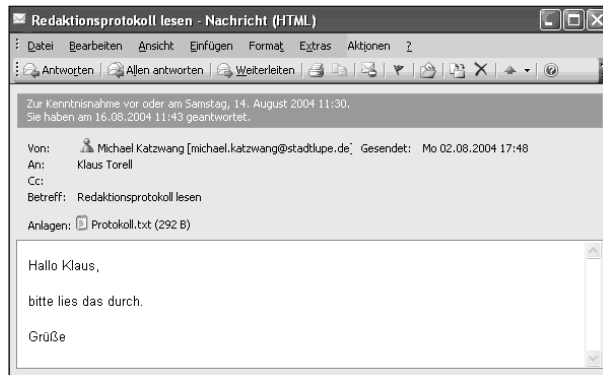 Redaktionsprotokoll lesen - Nachricht (HTML)
Datei Bearbeiten Ansicht Einfügen Format Extras Aktionen ?
Antworten Allen antworten Weiterleiten
Zur Kenntnisnahme vor oder am Samstag, 14. August 2004 11:30.
Sie haben am 16.08.2004 11:43 geantwortet.
Von: Michael Katzwang [michael.katzwang@stadtlupe.de] Gesendet: Mo 02.08.2004 17:48
An: Klaus Torell
Cc:
Betreff: Redaktionsprotokoll lesen
Anlagen: Protokoll.txt (292 B)
Hallo Klaus,
bitte lies das durch.
Grüße